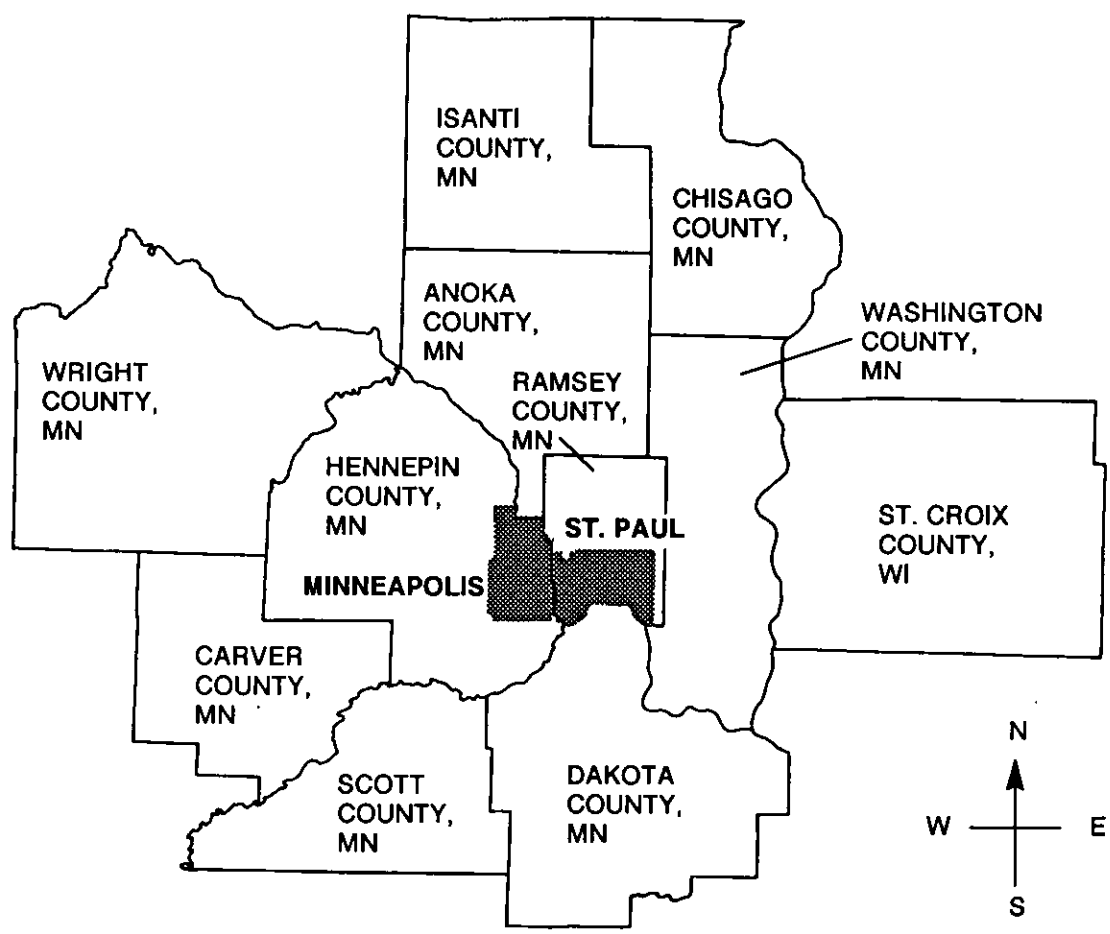 ISANTI
COUNTY,
MN
CHISAGO
COUNTY,
MN
ANOKA
COUNTY,
MN
WASHINGTON
COUNTY,
MN
WRIGHT
COUNTY,
MN
RAMSEY
COUNTY,
MN
HENNEPIN
COUNTY,
MN
ST. PAUL
ST. CROIX
COUNTY,
WI
MINNEAPOLIS
CARVER
COUNTY,
MN
SCOTT
COUNTY,
MN
DAKOTA
COUNTY,
MN
N
W E
S